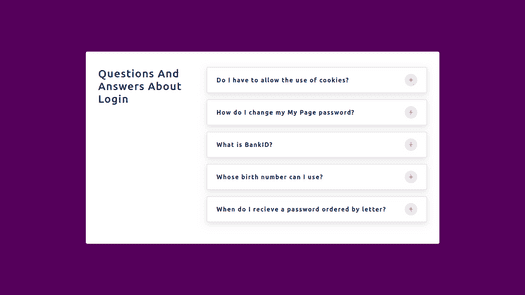 Questions And
Answers About
Login
Do I have to allow the use of cookies?
How do I change my My Page password?
What is BankID?
Whose birth number can I use?
When do I recieve a password ordered by letter?